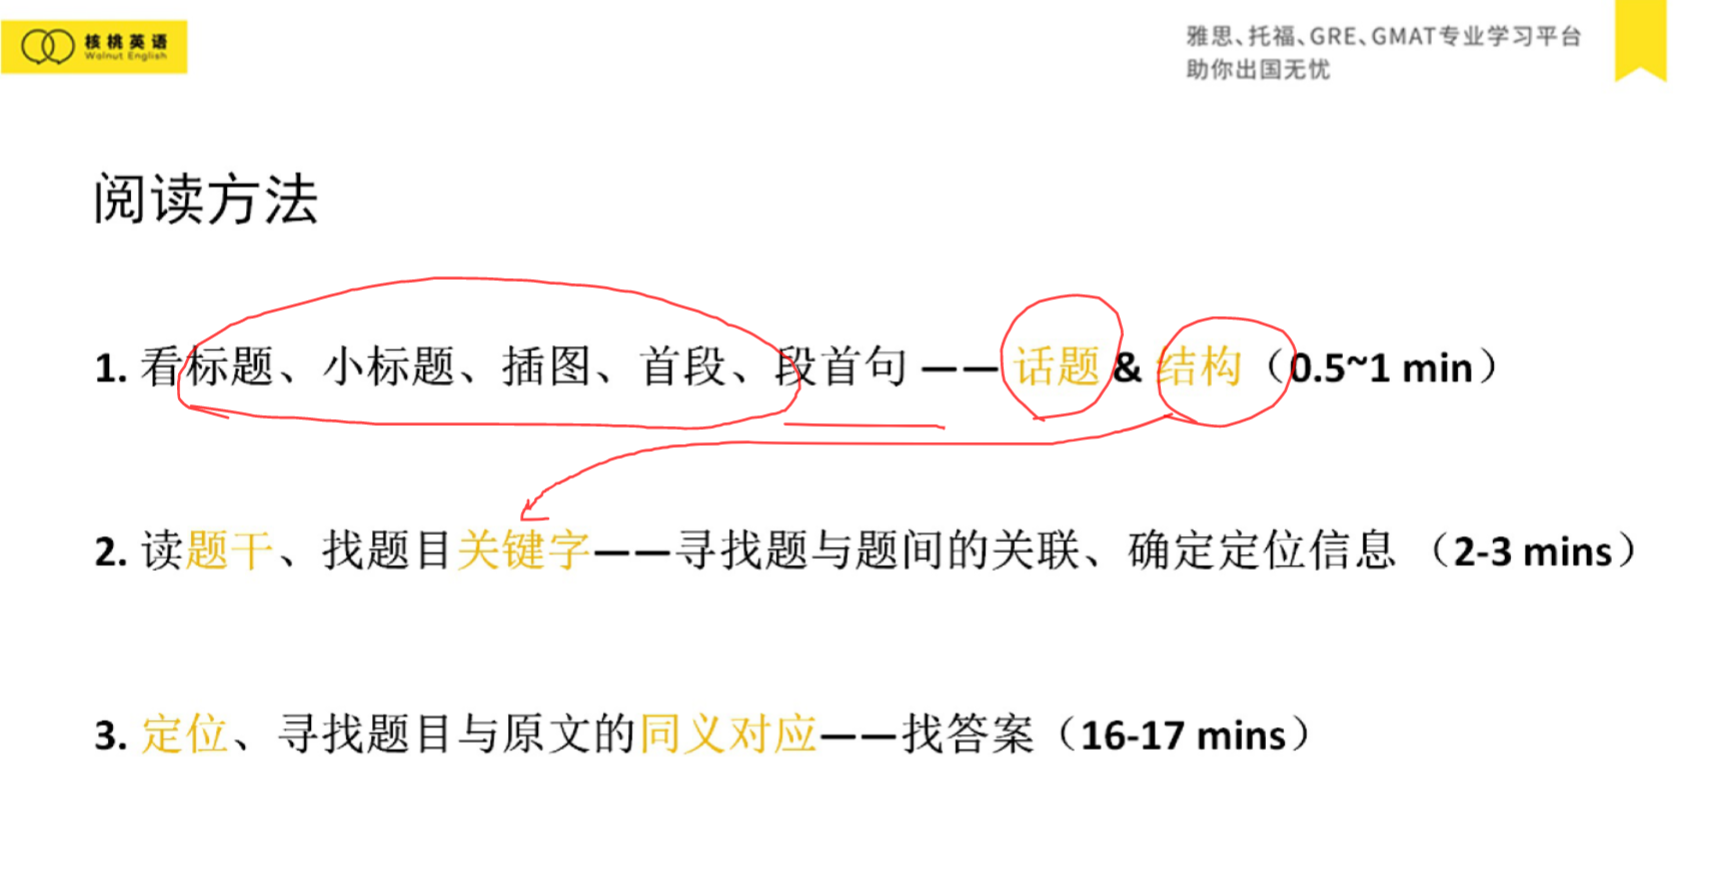 核桃英语
Walnut English
雅思、托福、GRE、GMAT专业学习平台
助你出国无忧
阅读方法
1. 看标题、小标题、插图、首段、段首句 —— 话题 & 结构（0.5~1 min）
2. 读题干、找题目关键字——寻找题与题间的关联、确定定位信息 （2-3 mins）
3. 定位、寻找题目与原文的同义对应——找答案（16-17 mins）